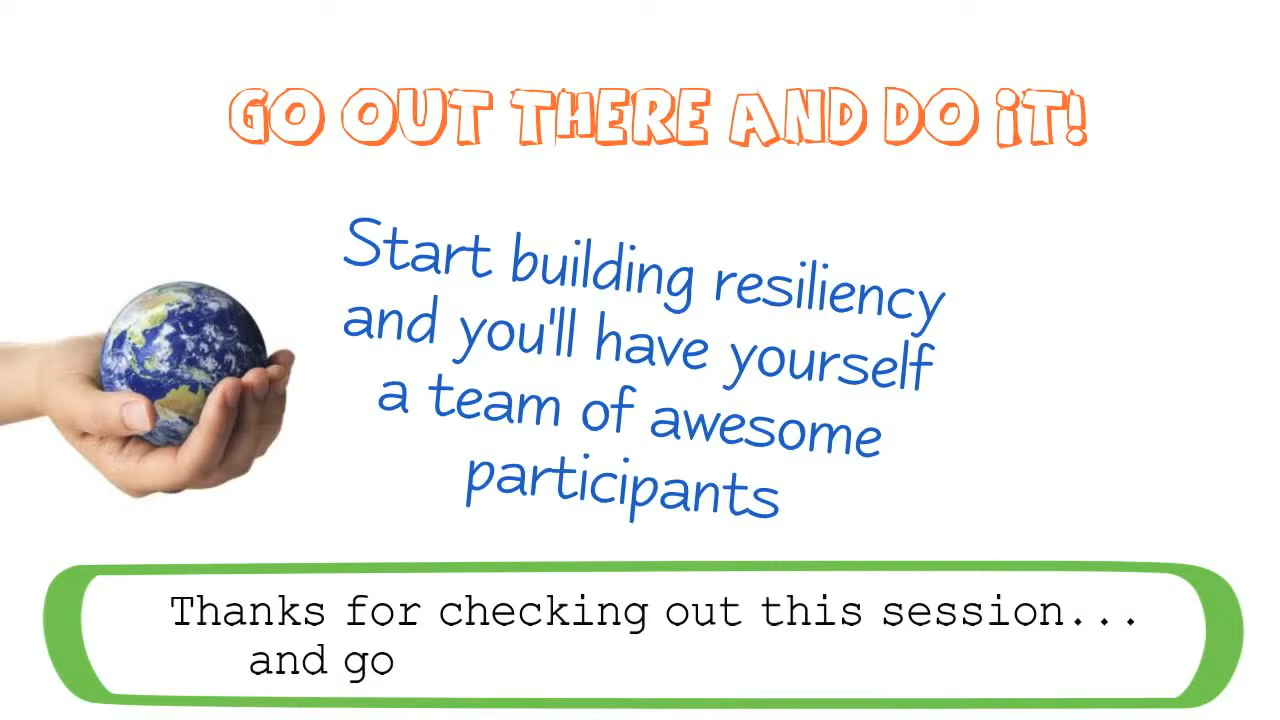 GO OUT THERE AND DO iT!
Start building resiliency
and you'll have yourself
a team of awesome
participants
Thanks for checking out this session...
and go